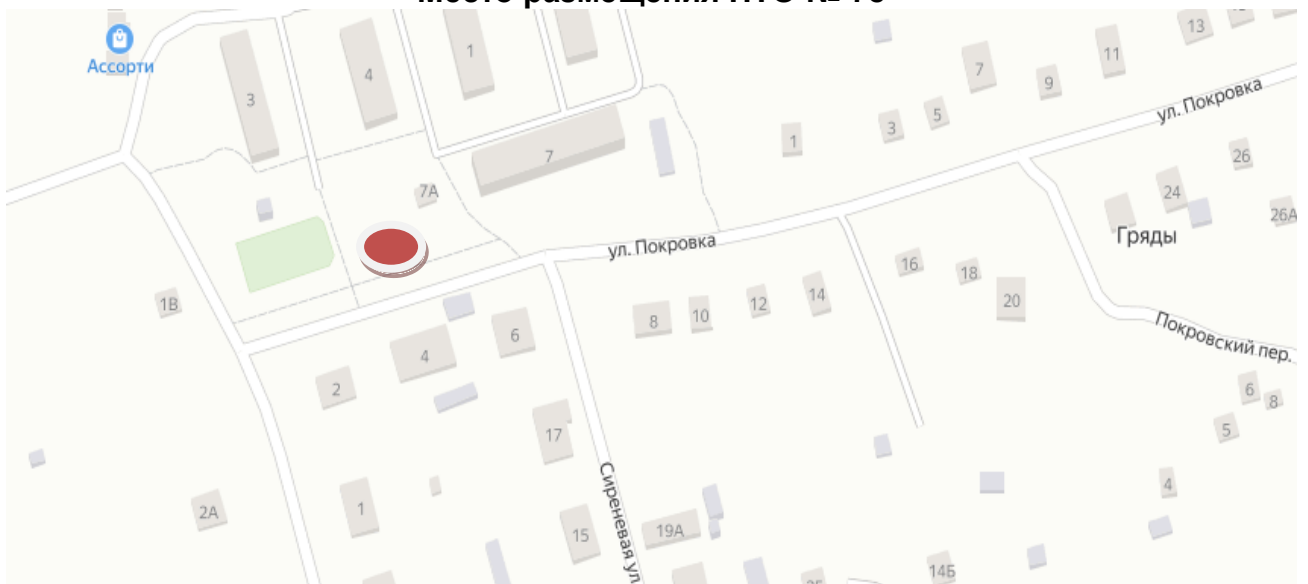 Ассорти
3
4
1
7
7А
1
3
5
7
9
11
13
ул. Покровка
26
24
26А
Гряды
ул. Покровка
16
18
20
Покровский пер.
1В
2
4
6
8
10
12
14
17
Сиреневая ул.
6
8
5
4
2А
1
15
19А
14Б